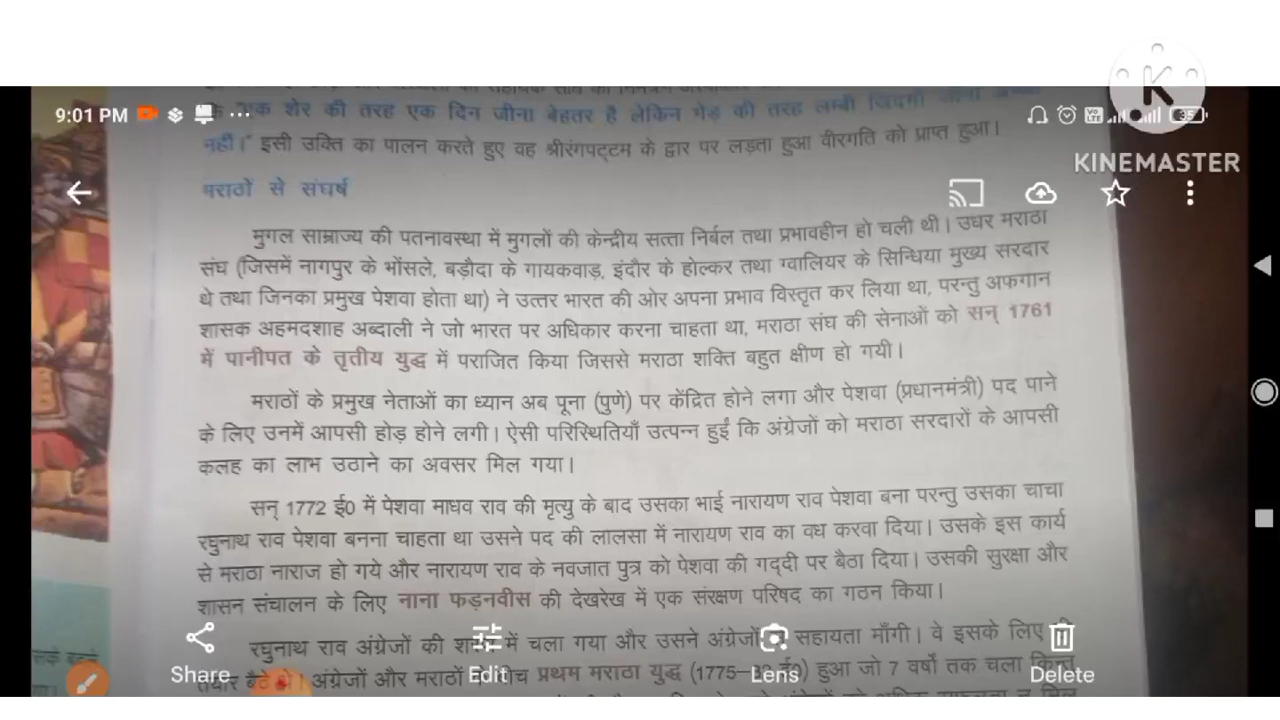 9:01 PM
35
KINEMASTER
शेर की तरह एक दिन जीना बेहतर है लेकिन भेड़ की तरह लम्बी
नहीं।" इसी उक्ति का पालन करते हुए वह श्रीरंगपट्टम के द्वार पर लड़ता हुआ वीरगति को प्राप्त हुआ।
मराठों से संघर्ष
मुगल साम्राज्य की पतनावस्था में मुगलों की केन्द्रीय सत्ता निर्बल तथा प्रभावहीन हो चली थी। उधर मराठा
संघ (जिसमें नागपुर के भोंसले, बड़ौदा के गायकवाड़, इंदौर के होल्कर तथा ग्वालियर के सिन्धिया मुख्य सरदार
थे तथा जिनका प्रमुख पेशवा होता था) ने उत्तर भारत की ओर अपना प्रभाव विस्तृत कर लिया था, परन्तु अफगान
शासक अहमदशाह अब्दाली ने जो भारत पर अधिकार करना चाहता था, मराठा संघ की सेनाओं को सन् 1761
में पानीपत के तृतीय युद्ध में पराजित किया जिससे मराठा शक्ति बहुत क्षीण हो गयी।
मराठों के प्रमुख नेताओं का ध्यान अब पूना (पुणे) पर केंद्रित होने लगा और पेशवा (प्रधानमंत्री) पद पाने
के लिए उनमें आपसी होड़ होने लगी। ऐसी परिस्थितियाँ उत्पन्न हुईं कि अंग्रेजों को मराठा सरदारों के आपसी
कलह का लाभ उठाने का अवसर मिल गया।
सन् 1772 ई0 में पेशवा माधव राव की मृत्यु के बाद उसका भाई नारायण राव पेशवा बना परन्तु उसका चाचा
रघुनाथ राव पेशवा बनना चाहता था उसने पद की लालसा में नारायण राव का वध करवा दिया। उसके इस कार्य
से मराठा नाराज हो गये और नारायण राव के नवजात पुत्र को पेशवा की गद्दी पर बैठा दिया। उसकी सुरक्षा और
शासन संचालन के लिए नाना फड़नवीस की देखरेख में एक संरक्षण परिषद का गठन किया।
रघुनाथ राव अंग्रेजों की शरण में चला गया और उसने अंग्रेजों सहायता माँगी। वे इसके लिए
तैयार बैठे थे। अंग्रेजों और मराठों के बीच प्रथम मराठा युद्ध (1775–82 ई0) हुआ जो 7 वर्षों तक चला
Share Edit Lens Delete